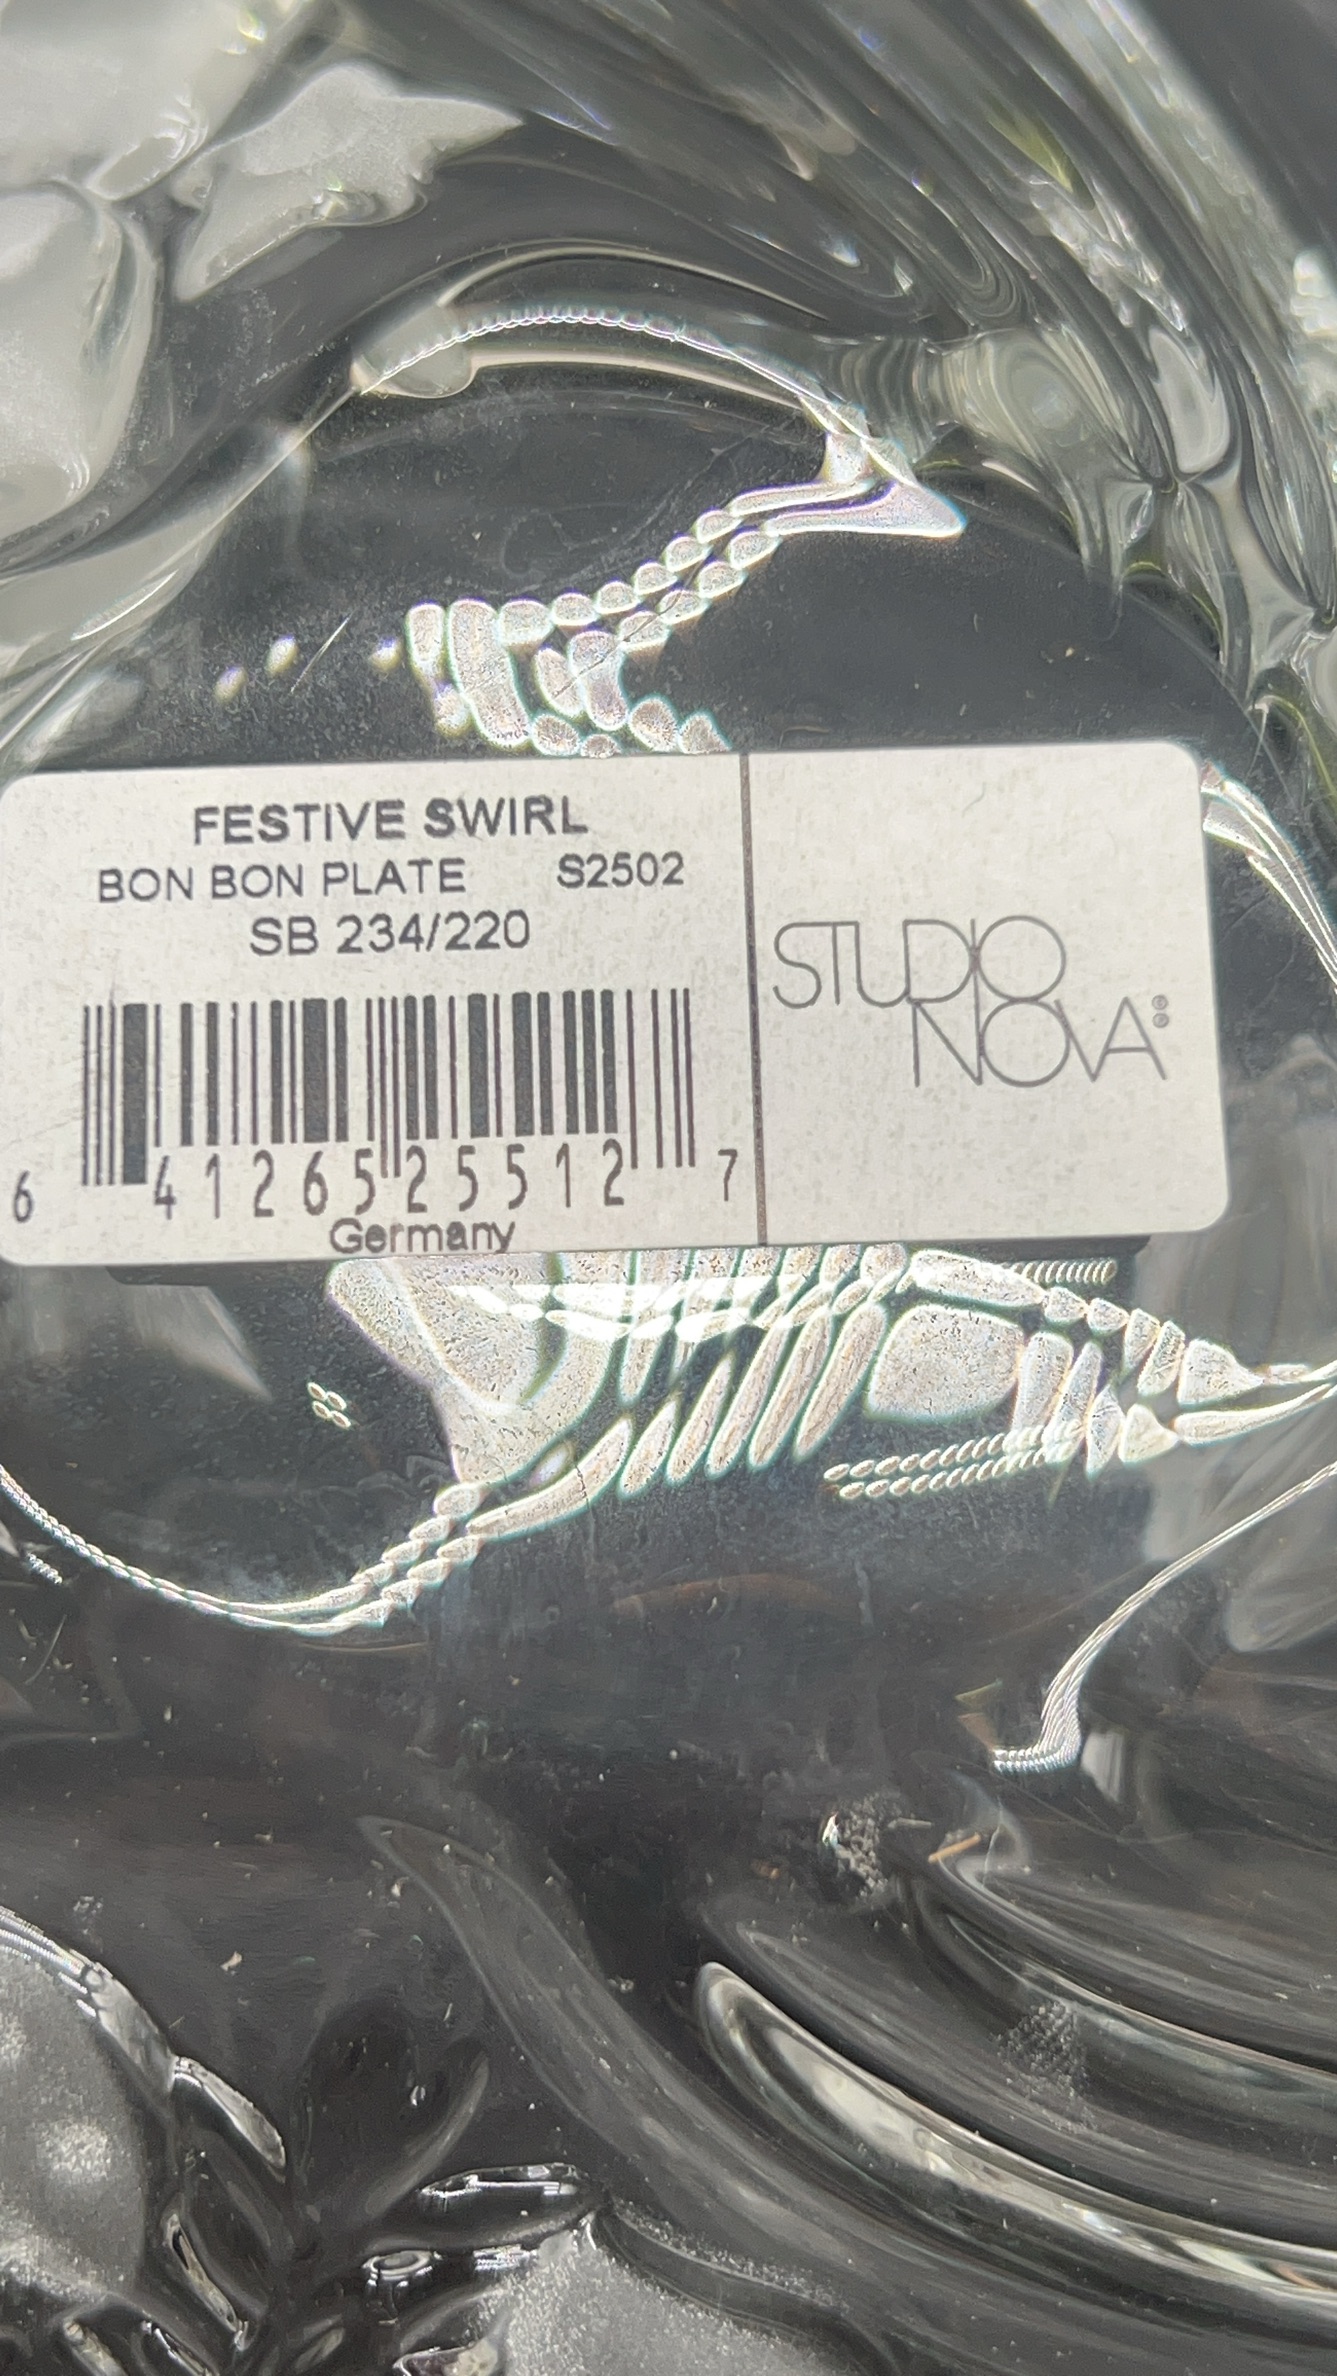 FESTIVE SWIRL
BON BON PLATE S2502
SB 234/220
6 41265 25512 7
Germany
STUDIO
NOVA